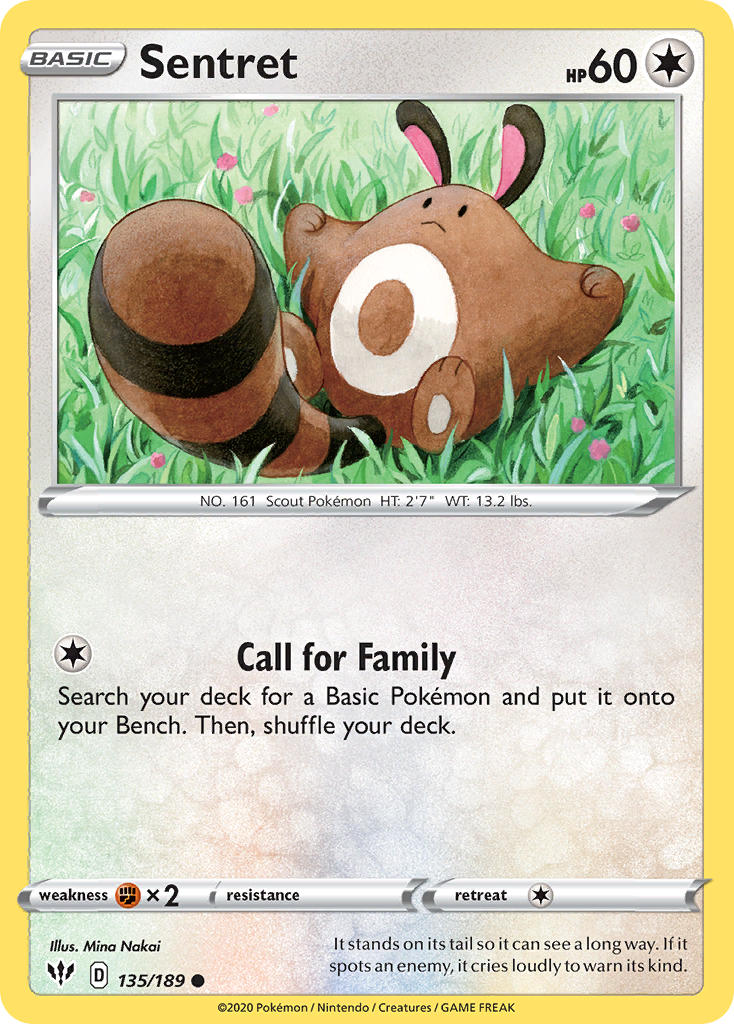 BASIC Sentret HP60
NO. 161 Scout Pokémon HT: 2'7" WT: 13.2 lbs.
Call for Family
Search your deck for a Basic Pokémon and put it onto
your Bench. Then, shuffle your deck.
weakness ×2 resistance retreat
Illus. Mina Nakai
It stands on its tail so it can see a long way. If it
spots an enemy, it cries loudly to warn its kind.
D 135/189
©2020 Pokémon / Nintendo / Creatures / GAME FREAK